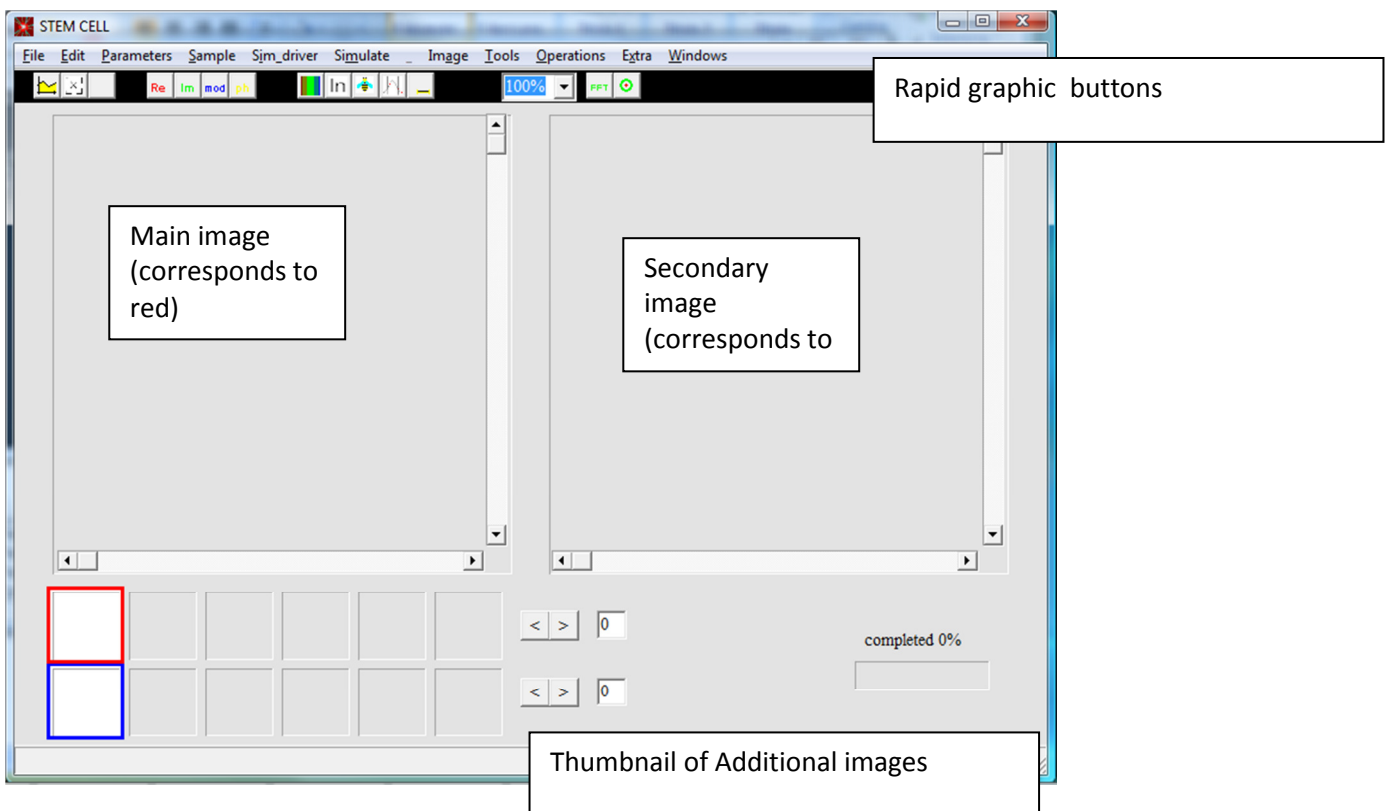 STEM CELL
File Edit Parameters Sample Sim_driver Simulate _ Image Tools Operations Extra Windows
Re Im mod ph In 100% FFT
Rapid graphic buttons
Main image
(corresponds to
red)
Secondary
image
(corresponds to
< > 0
completed 0%
< > 0
Thumbnail of Additional images